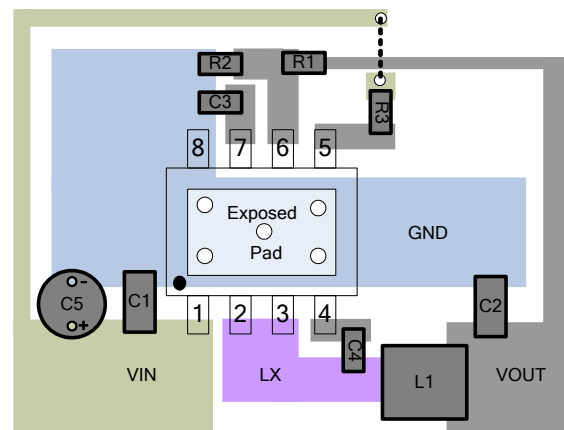 R2
R1
C3
R3
8
7
6
5
Exposed
Pad
GND
C5
-
+
C1
C2
1
2
3
4
C4
VIN
LX
L1
VOUT